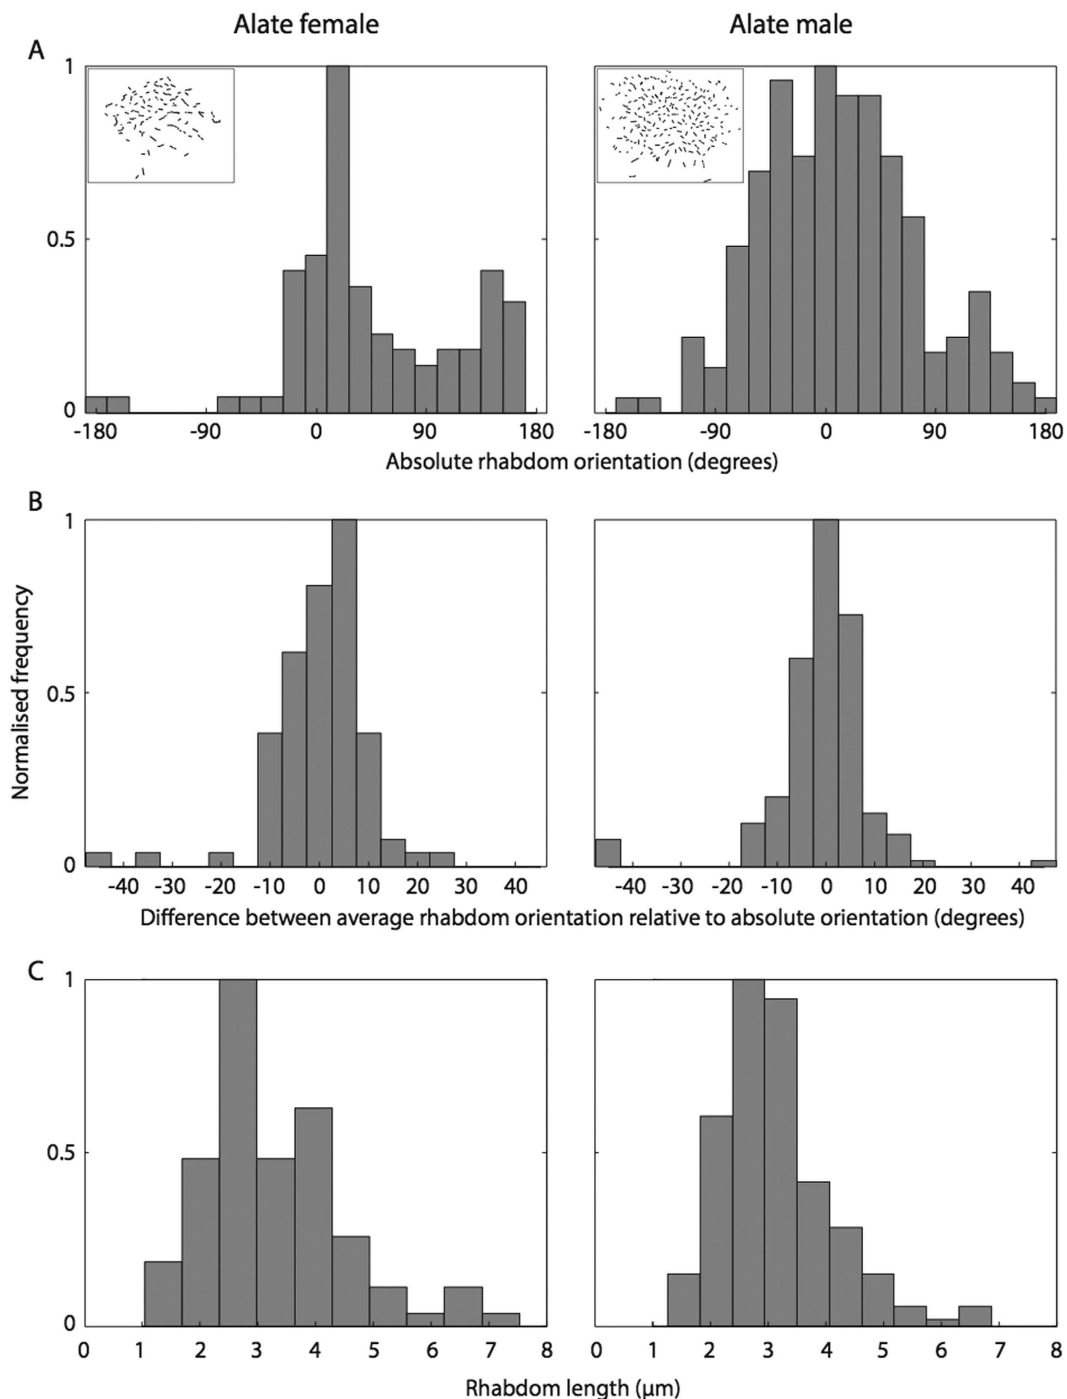 Alate female Alate male
A
1
0.5
0
-180 -90 0 90 180 -180 -90 0 90 180
Absolute rhabdom orientation (degrees)
B
1
0.5
0
Normalised frequency
-40 -30 -20 -10 0 10 20 30 40 -40 -30 -20 -10 0 10 20 30 40
Difference between average rhabdom orientation relative to absolute orientation (degrees)
C
1
0.5
0
0 1 2 3 4 5 6 7 8 0 1 2 3 4 5 6 7 8
Rhabdom length (µm)